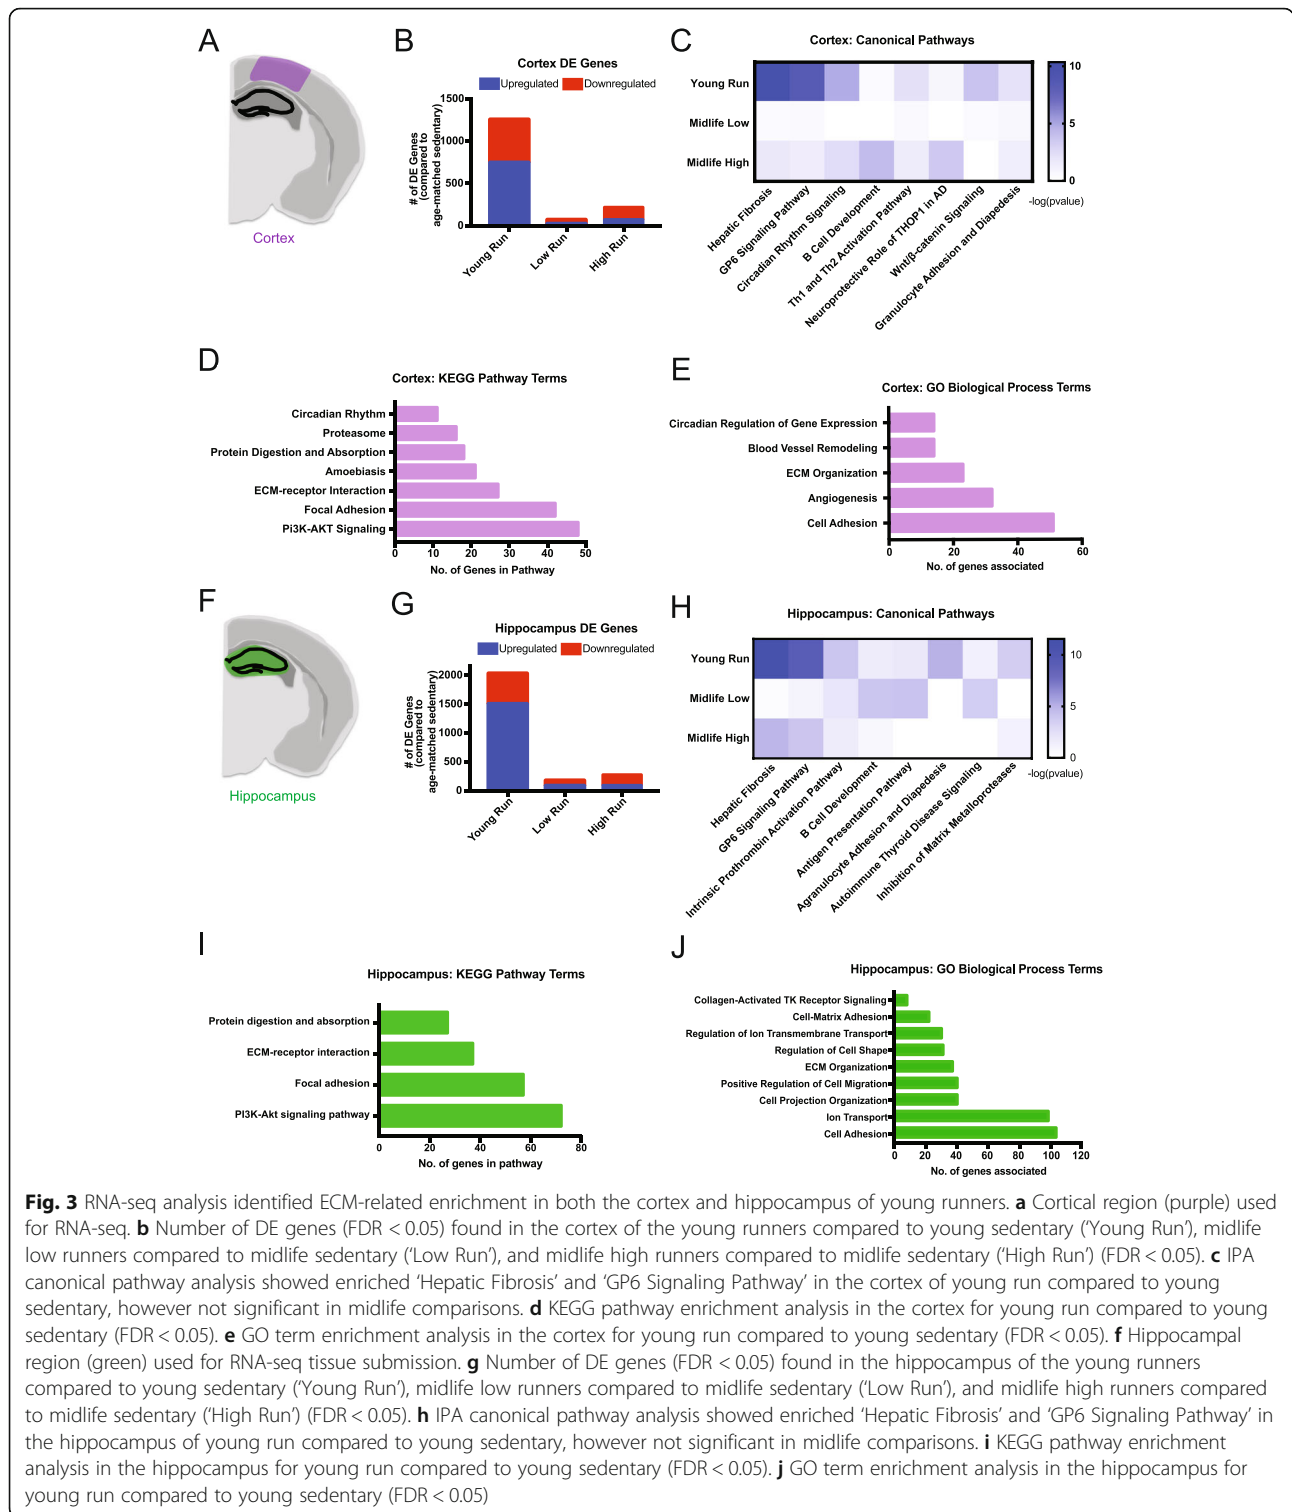 A
Cortex
B
Cortex DE Genes
Upregulated Downregulated
# of DE Genes
(compared to
age-matched sedentary)
1500
1000
500
0
Young Run
Low Run
High Run
C
Cortex: Canonical Pathways
Young Run
Midlife Low
Midlife High
10
5
0
-log(pvalue)
Hepatic Fibrosis
GP6 Signaling Pathway
Circadian Rhythm Signaling
B Cell Development
Th1 and Th2 Activation Pathway
Neuroprotective Role of THOP1 in AD
Wnt/β-catenin Signaling
Granulocyte Adhesion and Diapedesis
D
Cortex: KEGG Pathway Terms
Circadian Rhythm
Proteasome
Protein Digestion and Absorption
Amoebiasis
ECM-receptor Interaction
Focal Adhesion
Pi3K-AKT Signaling
0 10 20 30 40 50
No. of Genes in Pathway
E
Cortex: GO Biological Process Terms
Circadian Regulation of Gene Expression
Blood Vessel Remodeling
ECM Organization
Angiogenesis
Cell Adhesion
0 20 40 60
No. of genes associated
F
Hippocampus
G
Hippocampus DE Genes
Upregulated Downregulated
# of DE Genes
(compared to
age-matched sedentary)
2000
1500
1000
500
0
Young Run
Low Run
High Run
H
Hippocampus: Canonical Pathways
Young Run
Midlife Low
Midlife High
10
5
0
-log(pvalue)
Hepatic Fibrosis
GP6 Signaling Pathway
Intrinsic Prothrombin Activation Pathway
B Cell Development
Antigen Presentation Pathway
Agranulocyte Adhesion and Diapedesis
Autoimmune Thyroid Disease Signaling
Inhibition of Matrix Metalloproteases
I
Hippocampus: KEGG Pathway Terms
Protein digestion and absorption
ECM-receptor interaction
Focal adhesion
PI3K-Akt signaling pathway
0 20 40 60 80
No. of genes in pathway
J
Hippocampus: GO Biological Process Terms
Collagen-Activated TK Receptor Signaling
Cell-Matrix Adhesion
Regulation of Ion Transmembrane Transport
Regulation of Cell Shape
ECM Organization
Positive Regulation of Cell Migration
Cell Projection Organization
Ion Transport
Cell Adhesion
0 20 40 60 80 100 120
No. of genes associated
Fig. 3 RNA-seq analysis identified ECM-related enrichment in both the cortex and hippocampus of young runners. a Cortical region (purple) used
for RNA-seq. b Number of DE genes (FDR < 0.05) found in the cortex of the young runners compared to young sedentary (‘Young Run’), midlife
low runners compared to midlife sedentary (‘Low Run’), and midlife high runners compared to midlife sedentary (‘High Run’) (FDR < 0.05). c IPA
canonical pathway analysis showed enriched ‘Hepatic Fibrosis’ and ‘GP6 Signaling Pathway’ in the cortex of young run compared to young
sedentary, however not significant in midlife comparisons. d KEGG pathway enrichment analysis in the cortex for young run compared to young
sedentary (FDR < 0.05). e GO term enrichment analysis in the cortex for young run compared to young sedentary (FDR < 0.05). f Hippocampal
region (green) used for RNA-seq tissue submission. g Number of DE genes (FDR < 0.05) found in the hippocampus of the young runners
compared to young sedentary (‘Young Run’), midlife low runners compared to midlife sedentary (‘Low Run’), and midlife high runners compared
to midlife sedentary (‘High Run’) (FDR < 0.05). h IPA canonical pathway analysis showed enriched ‘Hepatic Fibrosis’ and ‘GP6 Signaling Pathway’ in
the hippocampus of young run compared to young sedentary, however not significant in midlife comparisons. i KEGG pathway enrichment
analysis in the hippocampus for young run compared to young sedentary (FDR < 0.05). j GO term enrichment analysis in the hippocampus for
young run compared to young sedentary (FDR < 0.05)